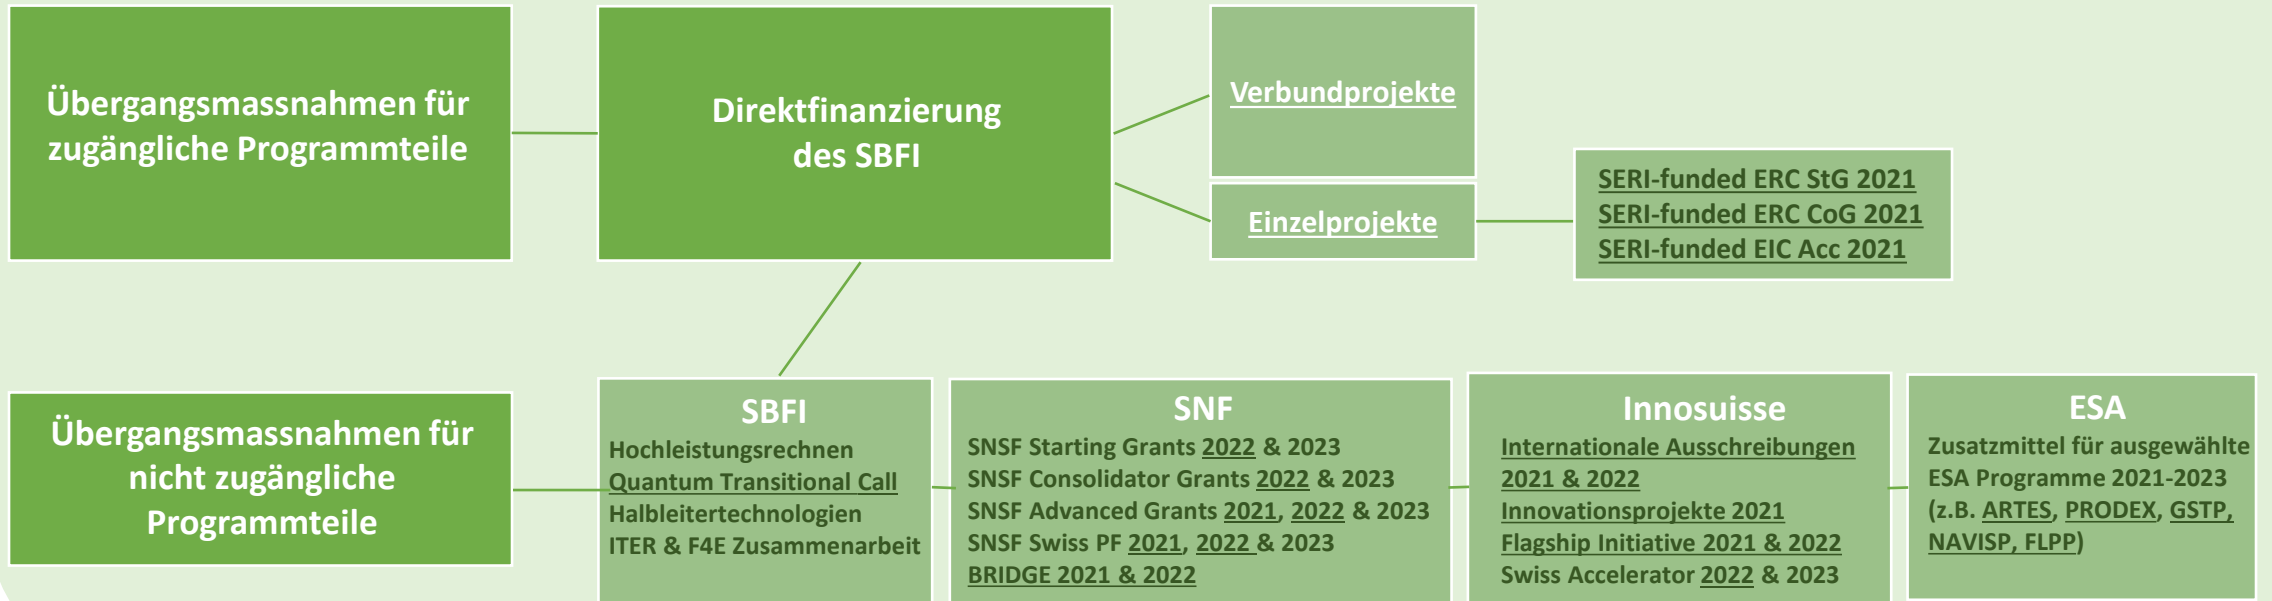 Übergangsmassnahmen für
zugängliche Programmteile
Direktfinanzierung
des SBFI
Verbundprojekte
Einzelprojekte
SERI-funded ERC StG 2021
SERI-funded ERC CoG 2021
SERI-funded EIC Acc 2021
Übergangsmassnahmen für
nicht zugängliche
Programmteile
SBFI
Hochleistungsrechnen
Quantum Transitional Call
Halbleitertechnologien
ITER & F4E Zusammenarbeit
SNF
SNSF Starting Grants 2022 & 2023
SNSF Consolidator Grants 2022 & 2023
SNSF Advanced Grants 2021, 2022 & 2023
SNSF Swiss PF 2021, 2022 & 2023
BRIDGE 2021 & 2022
Innosuisse
Internationale Ausschreibungen
2021 & 2022
Innovationsprojekte 2021
Flagship Initiative 2021 & 2022
Swiss Accelerator 2022 & 2023
ESA
Zusatzmittel für ausgewählte
ESA Programme 2021-2023
(z.B. ARTES, PRODEX, GSTP,
NAVISP, FLPP)